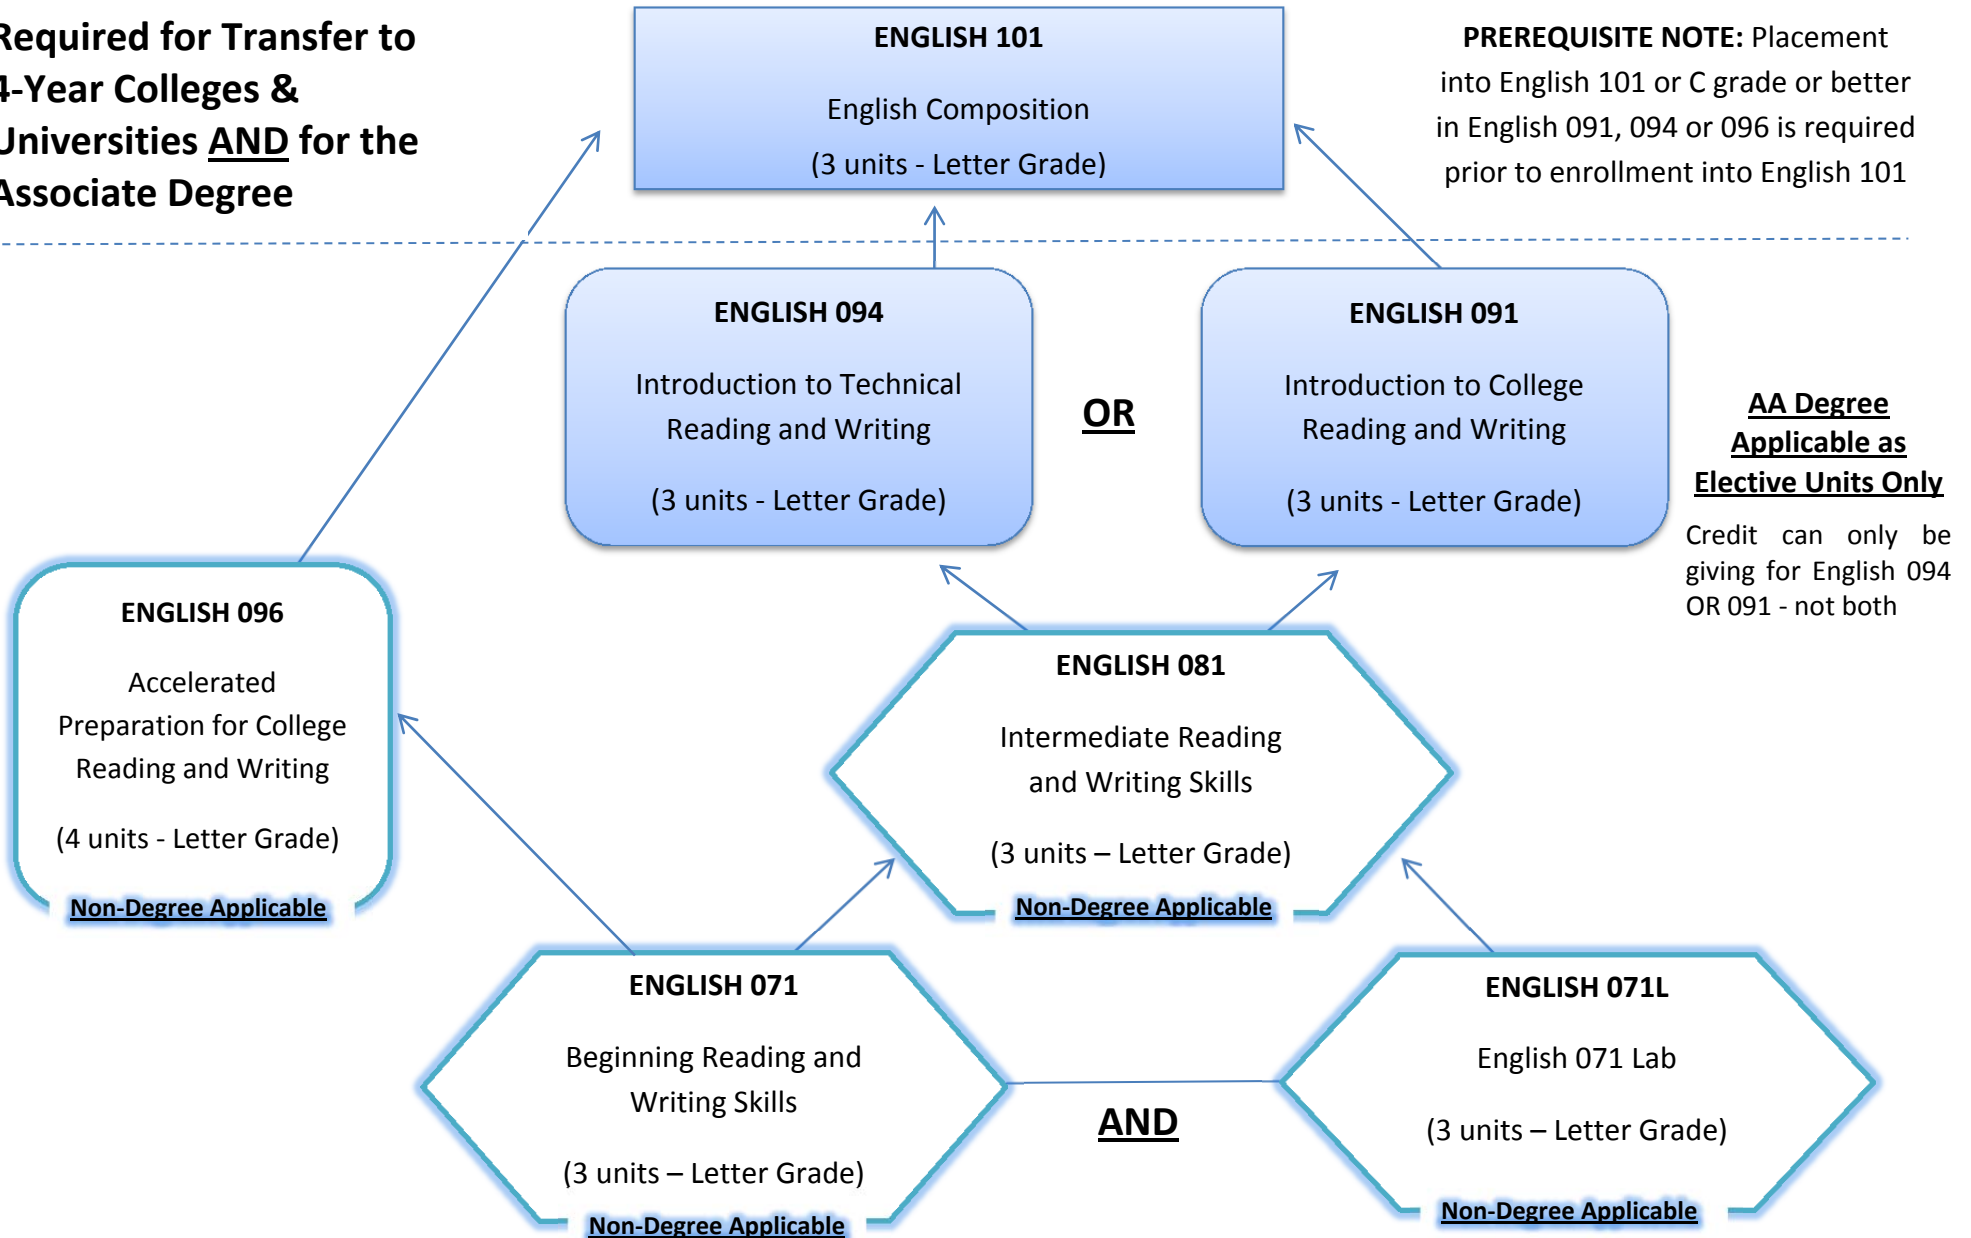 Required for Transfer to
4-Year Colleges &
Universities AND for the
Associate Degree
ENGLISH 101
English Composition
(3 units - Letter Grade)
PREREQUISITE NOTE: Placement
into English 101 or C grade or better
in English 091, 094 or 096 is required
prior to enrollment into English 101
ENGLISH 094
Introduction to Technical
Reading and Writing
(3 units - Letter Grade)
OR
ENGLISH 091
Introduction to College
Reading and Writing
(3 units - Letter Grade)
AA Degree
Applicable as
Elective Units Only
Credit can only be
giving for English 094
OR 091 - not both
ENGLISH 096
Accelerated
Preparation for College
Reading and Writing
(4 units - Letter Grade)
Non-Degree Applicable
ENGLISH 081
Intermediate Reading
and Writing Skills
(3 units – Letter Grade)
Non-Degree Applicable
ENGLISH 071
Beginning Reading and
Writing Skills
(3 units – Letter Grade)
Non-Degree Applicable
AND
ENGLISH 071L
English 071 Lab
(3 units – Letter Grade)
Non-Degree Applicable